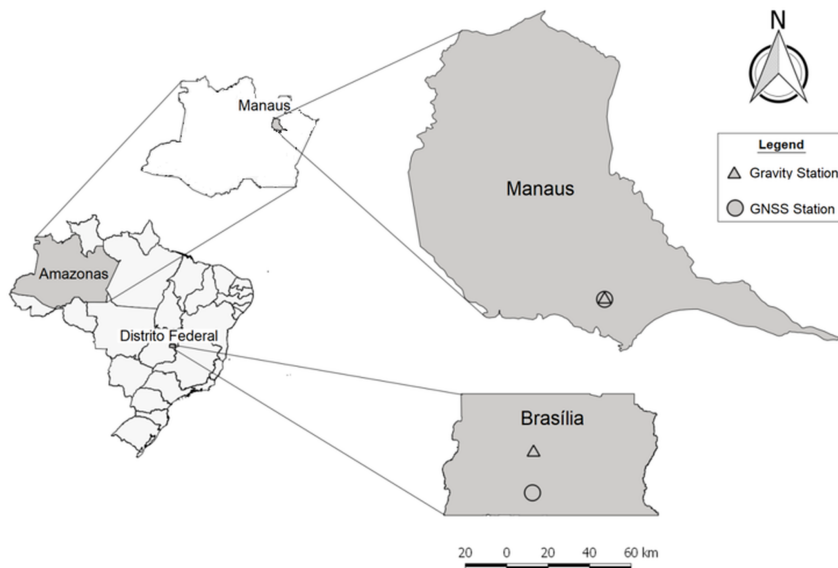 N
Manaus
Legend
Gravity Station
GNSS Station
Manaus
Amazonas
Distrito Federal
Brasília
20 0 20 40 60 km